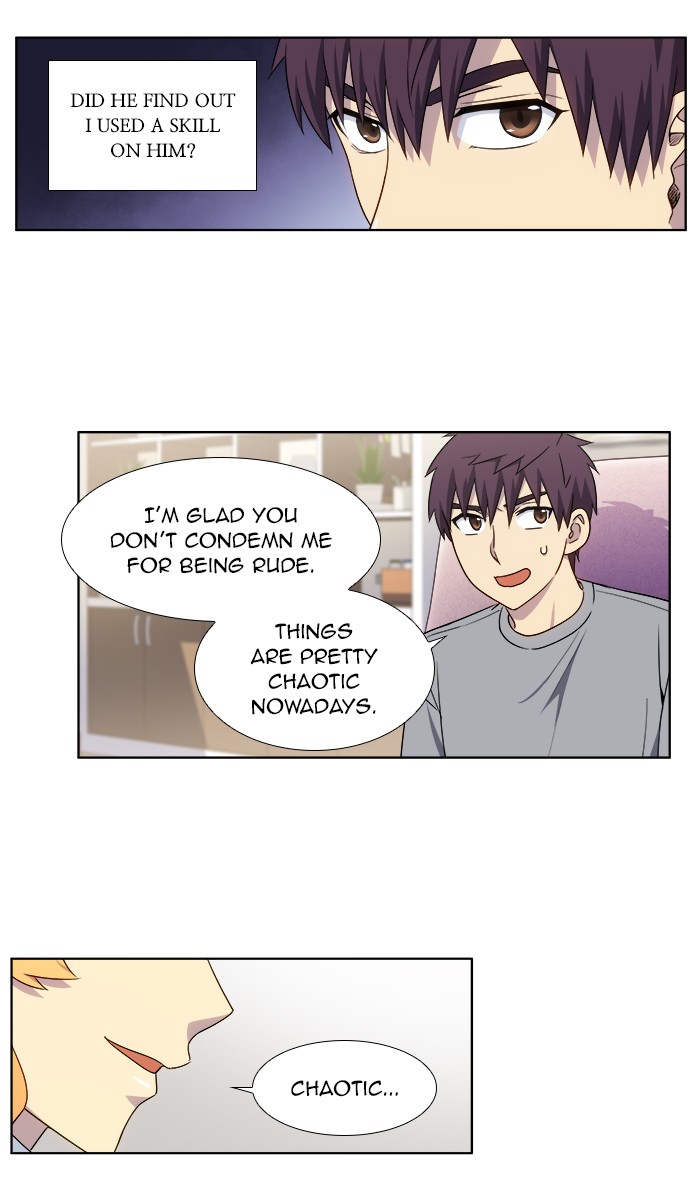 DID HE FIND OUT
I USED A SKILL
ON HIM?
I'M GLAD YOU
DON'T CONDEMN ME
FOR BEING RUDE.
THINGS
ARE PRETTY
CHAOTIC
NOWADAYS.
CHAOTIC...